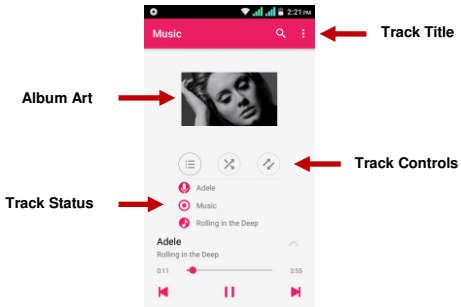 2:21 PM
Music
Track Title
Album Art
Track Controls
Adele
Track Status
Music
Rolling in the Deep
Adele
Rolling in the Deep
0:11
3:55